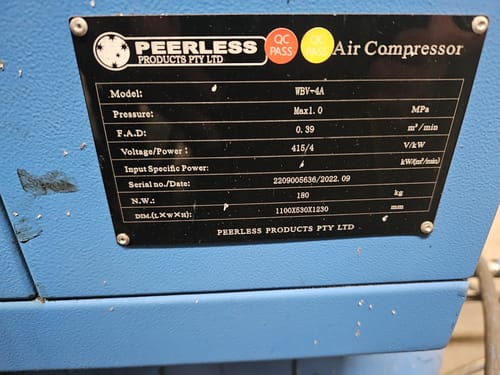 PEERLESS
PRODUCTS PTY LTD
QC PASS
QC PASS
Air Compressor
Model: WBV-4A
Pressure: Max1.0 MPa
F.A.D: 0.39 m³/min
Voltage/Power: 415/4 V/kW
Input Specific Power: kW/(m³/min)
Serial no./Date: 2209005636/2022.09
N.W.: 180 kg
DIM.(L×W×H): 1100X530X1230 mm
PEERLESS PRODUCTS PTY LTD